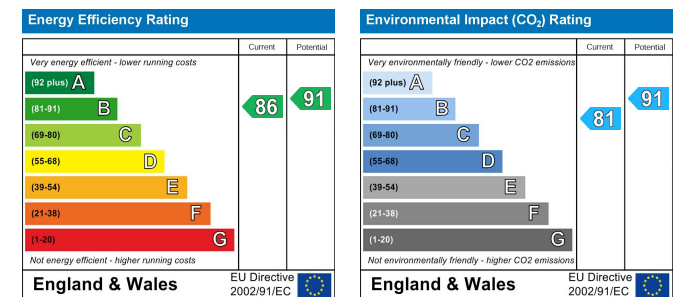 Energy Efficiency Rating
Current Potential
Very energy efficient - lower running costs
(92 plus) A
(81-91) B
(69-80) C
(55-68) D
(39-54) E
(21-38) F
(1-20) G
86
91
Not energy efficient - higher running costs
England & Wales
EU Directive
2002/91/EC
Environmental Impact (CO2) Rating
Current Potential
Very environmentally friendly - lower CO2 emissions
(92 plus) A
(81-91) B
(69-80) C
(55-68) D
(39-54) E
(21-38) F
(1-20) G
81
91
Not environmentally friendly - higher CO2 emissions
England & Wales
EU Directive
2002/91/EC